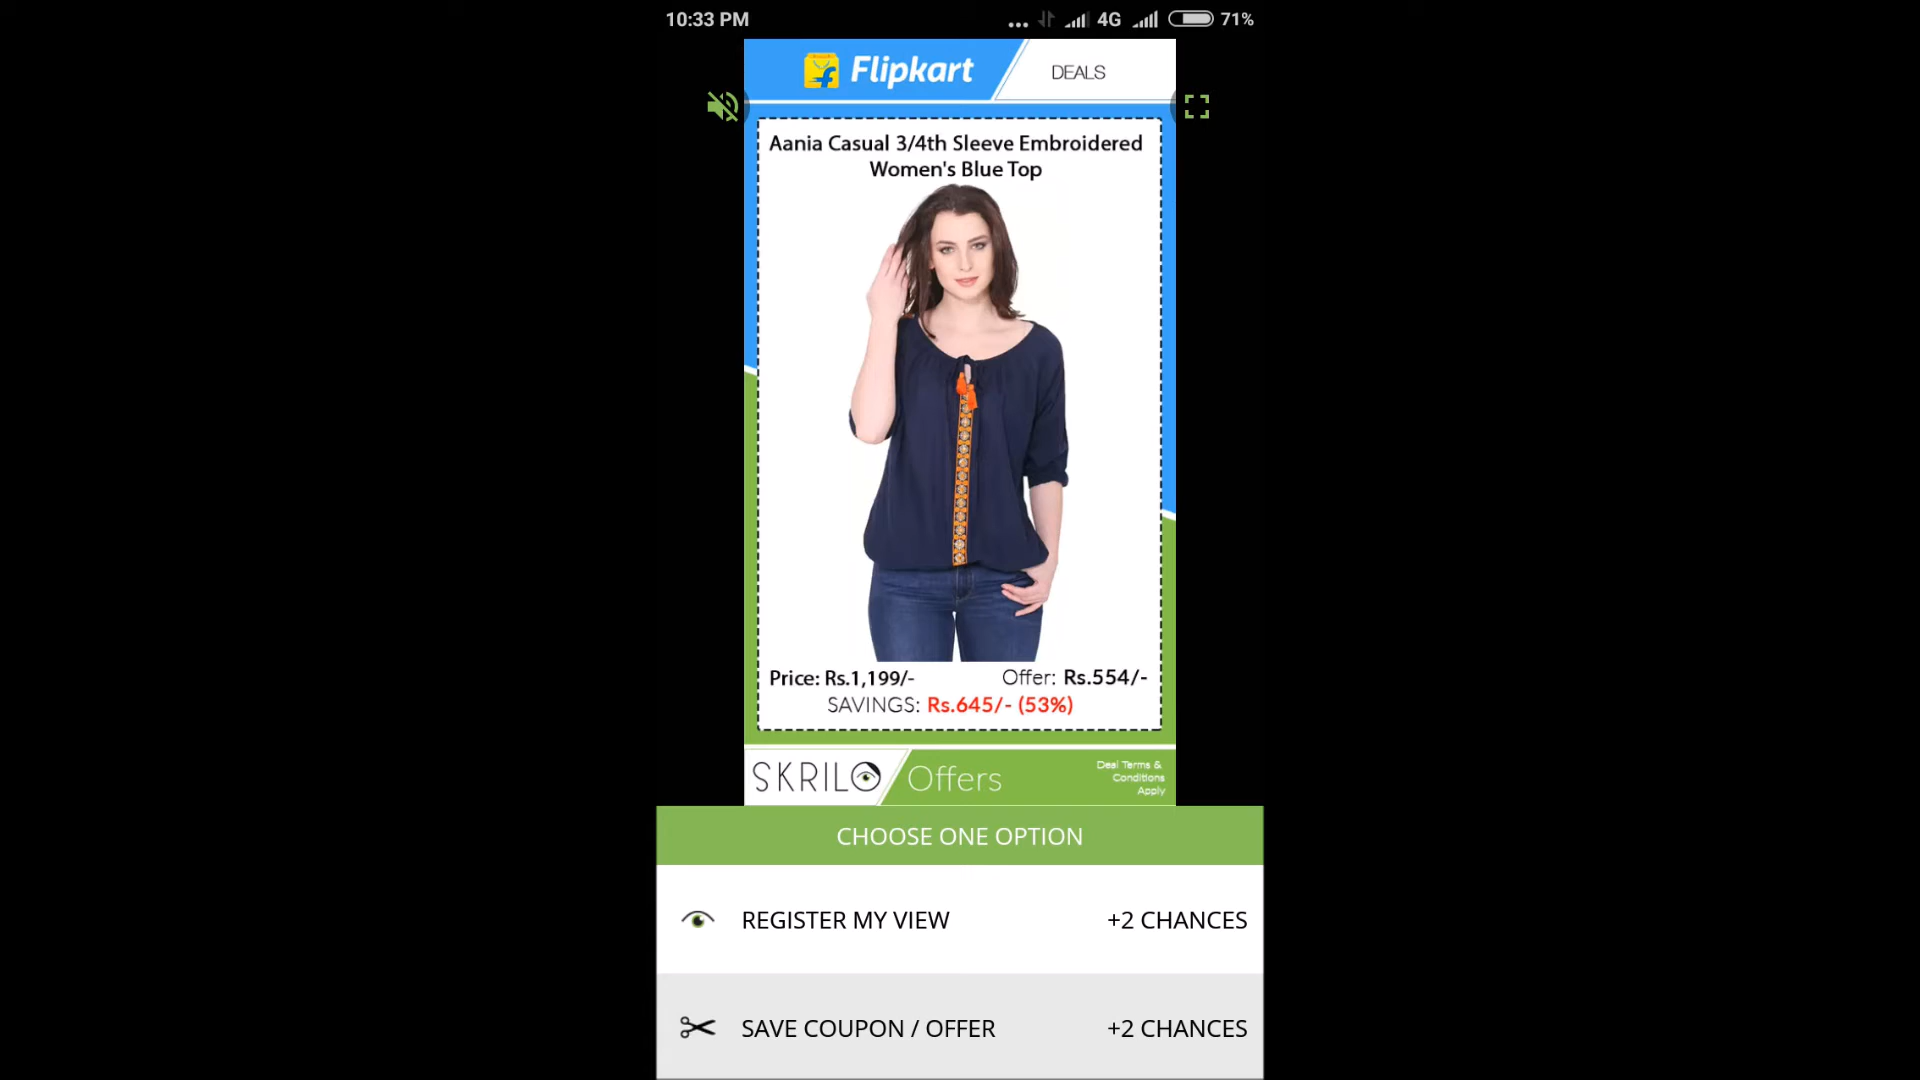 10:33 PM
... 4G 71%
Flipkart
DEALS
Aania Casual 3/4th Sleeve Embroidered
Women's Blue Top
Price: Rs.1,199/- Offer: Rs.554/-
SAVINGS: Rs.645/- (53%)
SKRILO Offers
Deal Terms &
Conditions
Apply
CHOOSE ONE OPTION
REGISTER MY VIEW +2 CHANCES
SAVE COUPON / OFFER +2 CHANCES